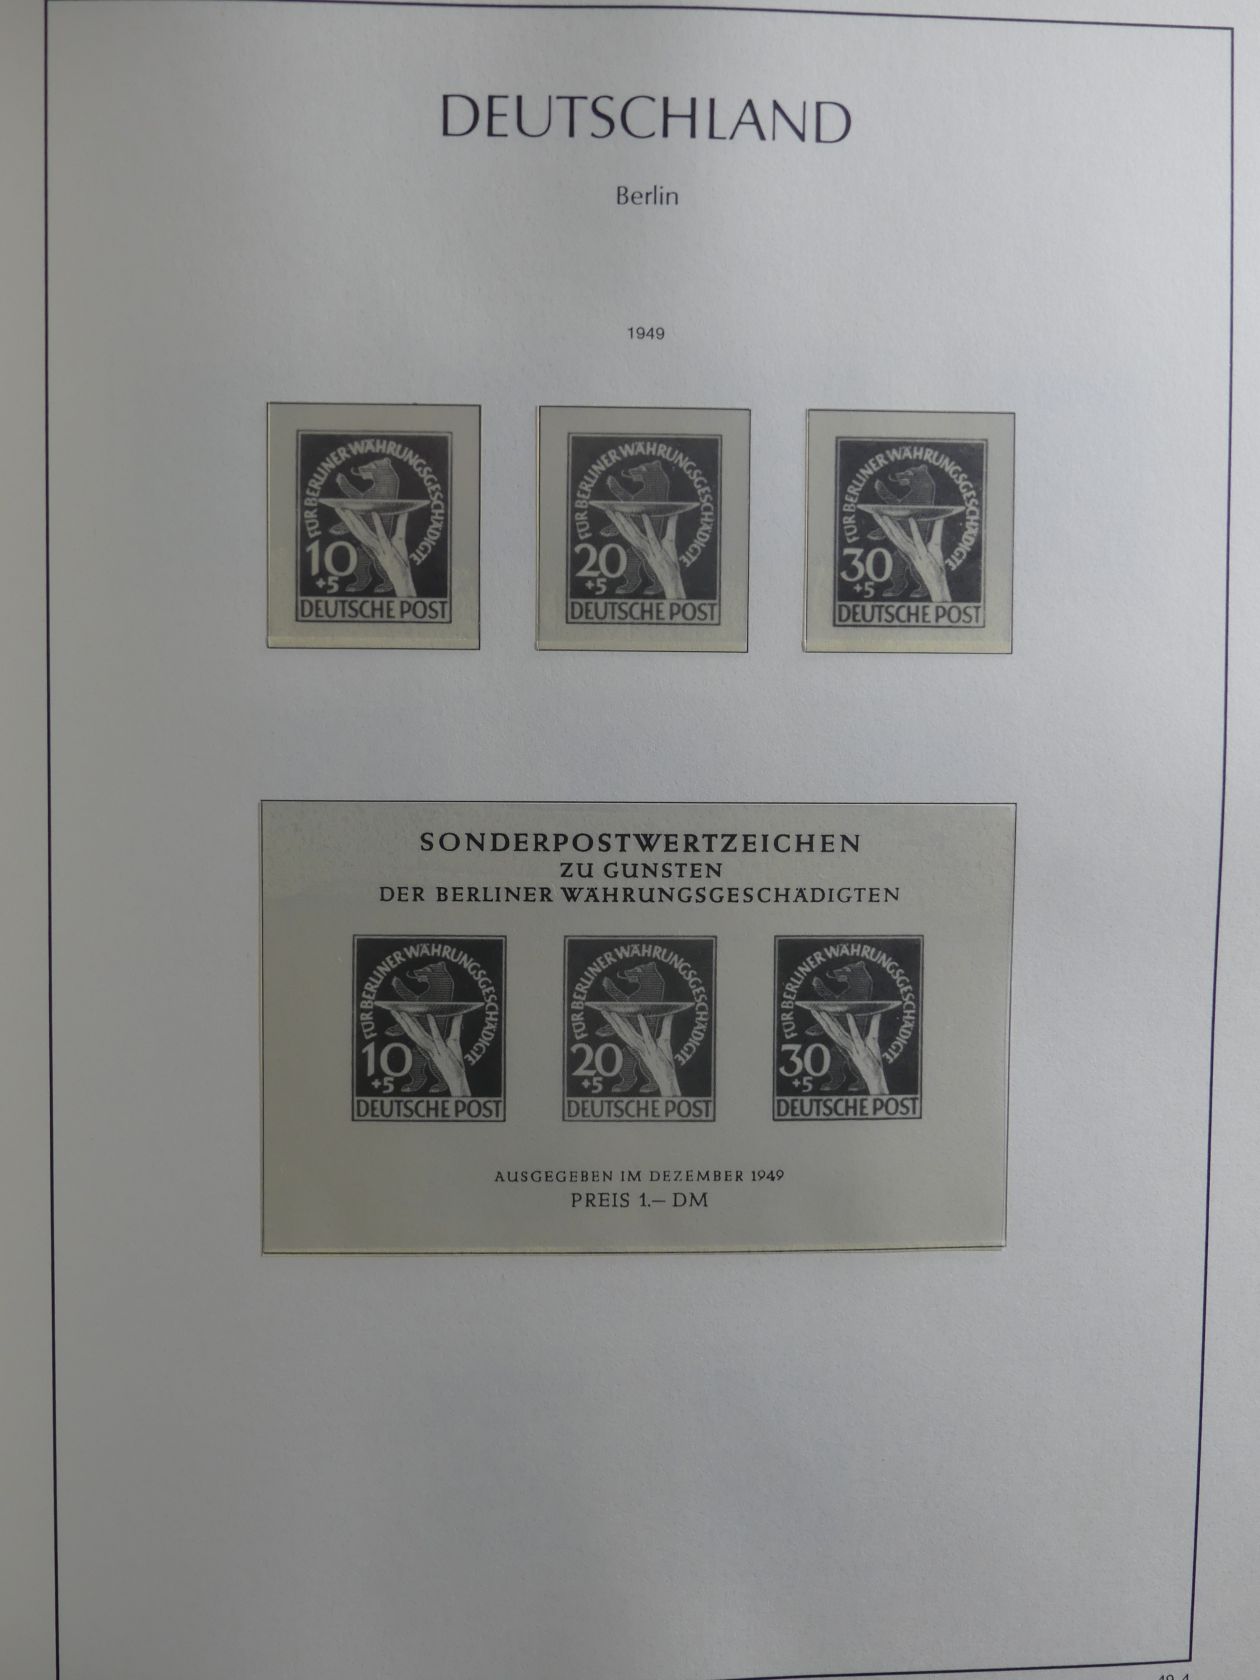 DEUTSCHLAND
Berlin
1949
FÜR BERLINER WÄHRUNGSGESCHÄDIGTE
10
+5
DEUTSCHE POST
FÜR BERLINER WÄHRUNGSGESCHÄDIGTE
20
+5
DEUTSCHE POST
FÜR BERLINER WÄHRUNGSGESCHÄDIGTE
30
+5
DEUTSCHE POST
SONDERPOSTWERTZEICHEN
ZU GUNSTEN
DER BERLINER WÄHRUNGSGESCHÄDIGTEN
FÜR BERLINER WÄHRUNGSGESCHÄDIGTE
10
+5
DEUTSCHE POST
FÜR BERLINER WÄHRUNGSGESCHÄDIGTE
20
+5
DEUTSCHE POST
FÜR BERLINER WÄHRUNGSGESCHÄDIGTE
30
+5
DEUTSCHE POST
AUSGEGEBEN IM DEZEMBER 1949
PREIS 1.– DM